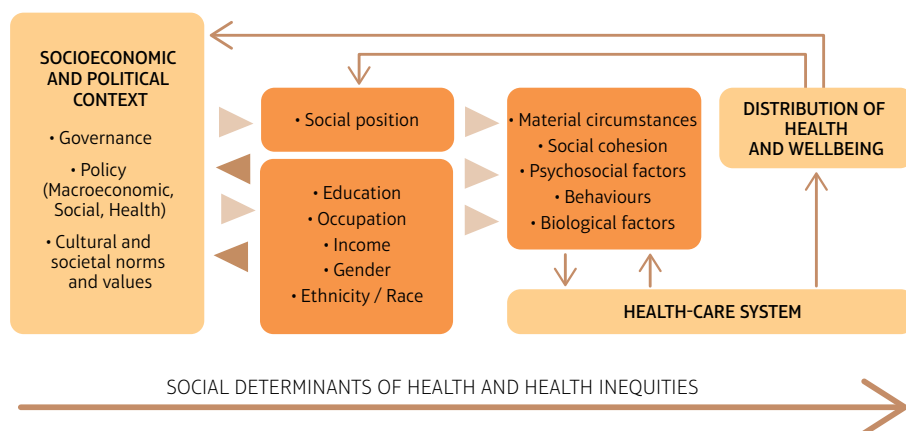 SOCIOECONOMIC
AND POLITICAL
CONTEXT
• Governance
• Policy
(Macroeconomic,
Social, Health)
• Cultural and
societal norms
and values
• Social position
• Education
• Occupation
• Income
• Gender
• Ethnicity / Race
• Material circumstances
• Social cohesion
• Psychosocial factors
• Behaviours
• Biological factors
DISTRIBUTION OF
HEALTH
AND WELLBEING
HEALTH-CARE SYSTEM
SOCIAL DETERMINANTS OF HEALTH AND HEALTH INEQUITIES